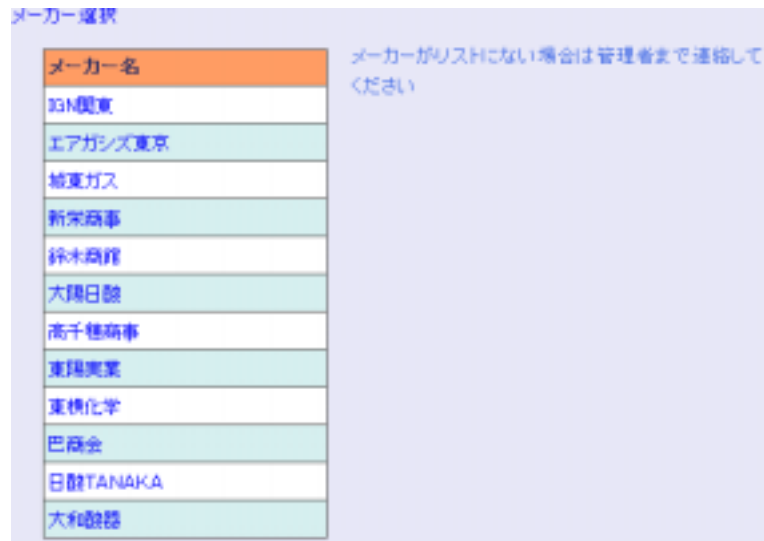 メーカー選択
メーカー名
メーカーがリストにない場合は管理者まで連絡して
ください
IGN関東
エアガシズ東京
城東ガス
新栄商事
鈴木商館
大陽日酸
高千穂商事
東陽実業
東横化学
巴商会
日酸TANAKA
大和酸器